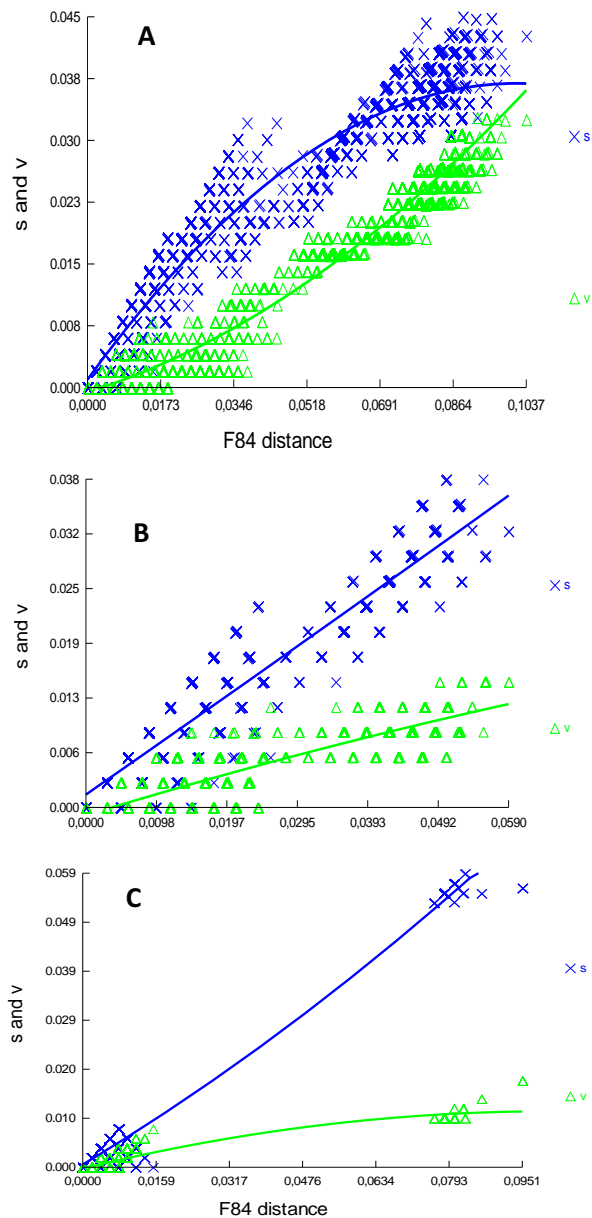 A
0.045
0.038
0.030
0.023
0.015
0.008
0.000
s and v
0,0000 0,0173 0,0346 0,0518 0,0691 0,0864 0,1037
F84 distance
s
v
B
0.038
0.032
0.025
0.019
0.013
0.006
0.000
s and v
0,0000 0,0098 0,0197 0,0295 0,0393 0,0492 0,0590
s
v
C
0.059
0.049
0.039
0.029
0.020
0.010
0.000
s and v
0,0000 0,0159 0,0317 0,0476 0,0634 0,0793 0,0951
F84 distance
s
v